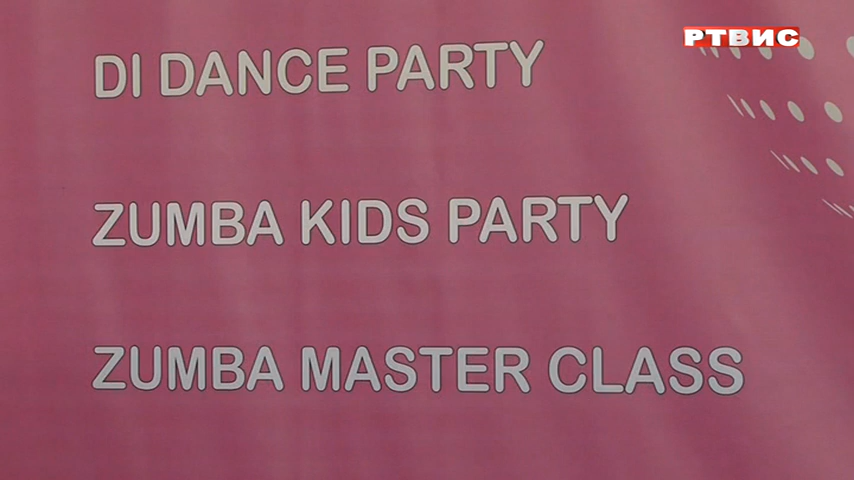 РТВИС
DI DANCE PARTY
ZUMBA KIDS PARTY
ZUMBA MASTER CLASS